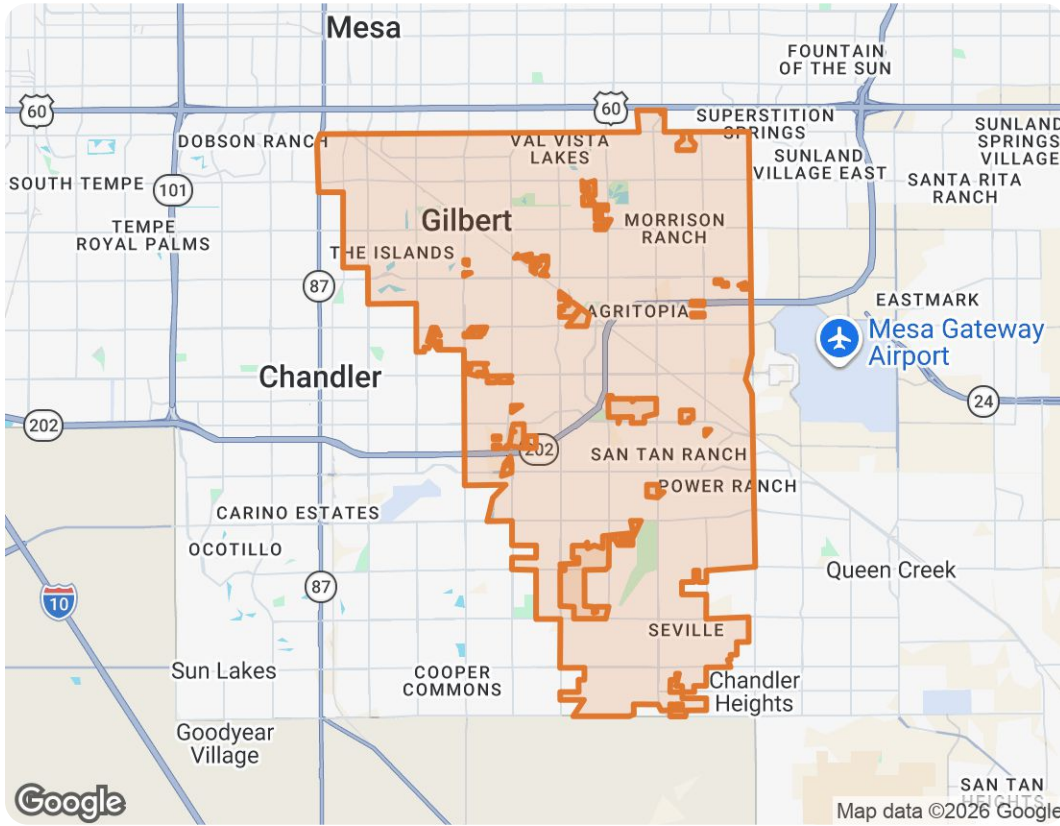 Mesa
FOUNTAIN
OF THE SUN
60
60
SUPERSTITION
SPRINGS
DOBSON RANCH
VAL VISTA
LAKES
SUNLAND
SPRINGS
VILLAGE
SUNLAND
VILLAGE EAST
SOUTH TEMPE
101
SANTA RITA
RANCH
TEMPE
ROYAL PALMS
Gilbert
MORRISON
RANCH
THE ISLANDS
87
EASTMARK
AGRITOPIA
Mesa Gateway
Airport
Chandler
24
202
202
SAN TAN RANCH
POWER RANCH
CARINO ESTATES
OCOTILLO
Queen Creek
87
10
SEVILLE
Sun Lakes
COOPER
COMMONS
Chandler
Heights
Goodyear
Village
SAN TAN
HEIGHTS
Google
Map data ©2026 Google